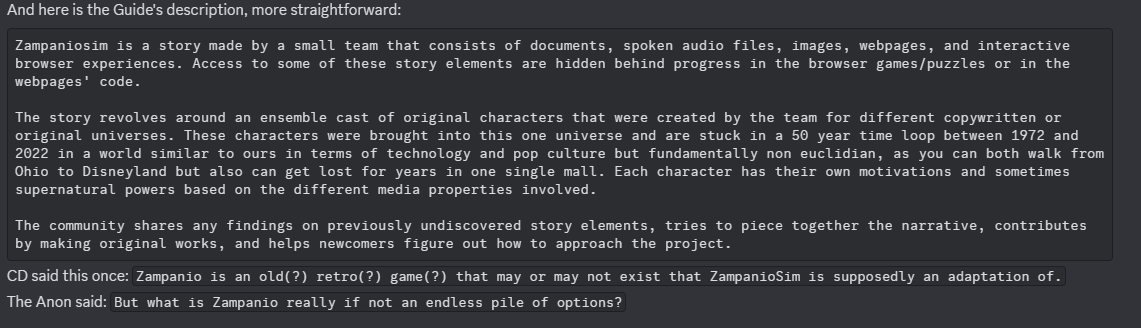 And here is the Guide's description, more straightforward:
Zampaniosim is a story made by a small team that consists of documents, spoken audio files, images, webpages, and interactive
browser experiences. Access to some of these story elements are hidden behind progress in the browser games/puzzles or in the
webpages' code.
The story revolves around an ensemble cast of original characters that were created by the team for different copywritten or
original universes. These characters were brought into this one universe and are stuck in a 50 year time loop between 1972 and
2022 in a world similar to ours in terms of technology and pop culture but fundamentally non euclidian, as you can both walk from
Ohio to Disneyland but also can get lost for years in one single mall. Each character has their own motivations and sometimes
supernatural powers based on the different media properties involved.
The community shares any findings on previously undiscovered story elements, tries to piece together the narrative, contributes
by making original works, and helps newcomers figure out how to approach the project.
CD said this once: Zampanio is an old(?) retro(?) game(?) that may or may not exist that ZampanioSim is supposedly an adaptation of.
The Anon said: But what is Zampanio really if not an endless pile of options?